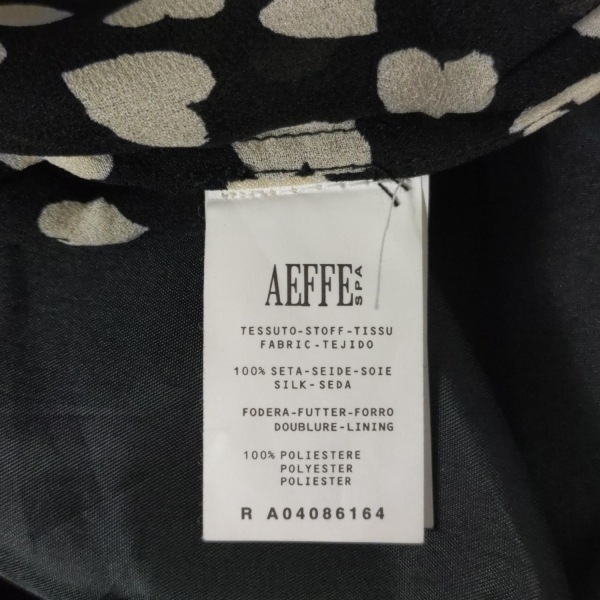 AEFFE SPA
TESSUTO-STOFF-TISSU
FABRIC-TEJIDO
100% SETA-SEIDE-SOIE
SILK-SEDA
FODERA-FUTTER-FORRO
DOUBLURE-LINING
100% POLIESTERE
POLYESTER
POLIESTER
R A04086164